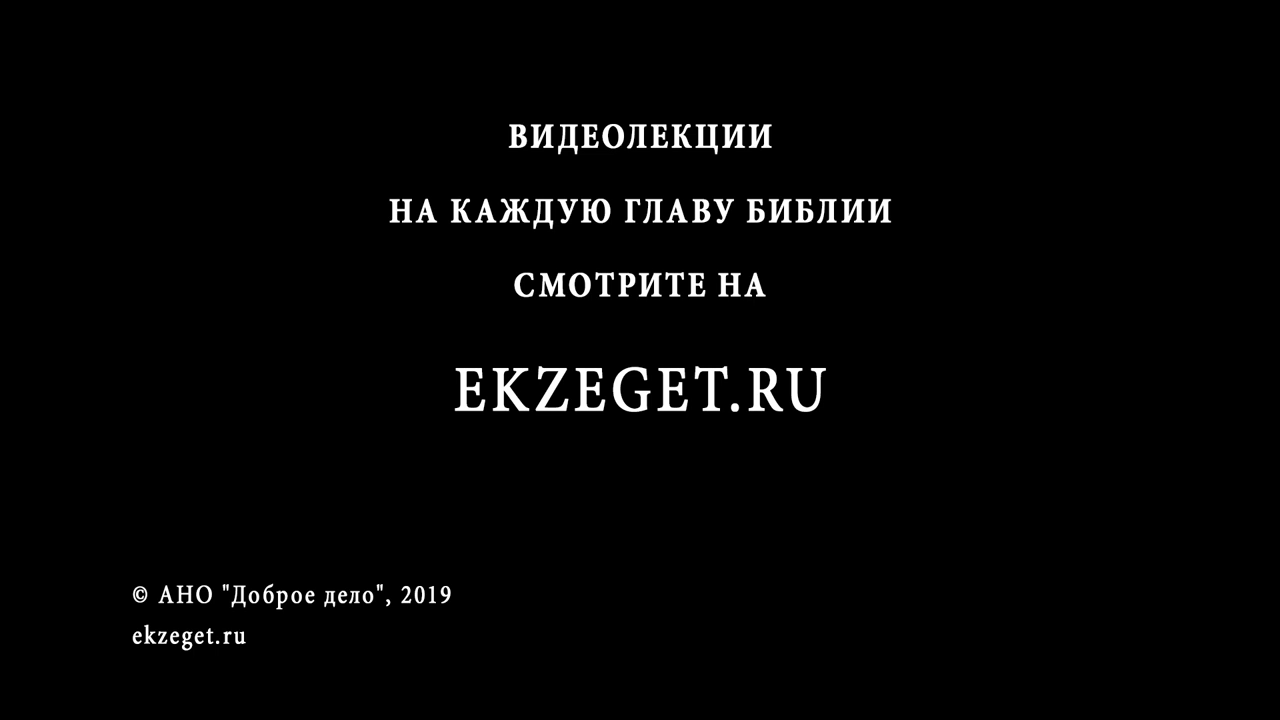 ВИДЕОЛЕКЦИИ
НА КАЖДУЮ ГЛАВУ БИБЛИИ
СМОТРИТЕ НА
EKZEGET.RU
© АНО "Доброе дело", 2019
ekzeget.ru